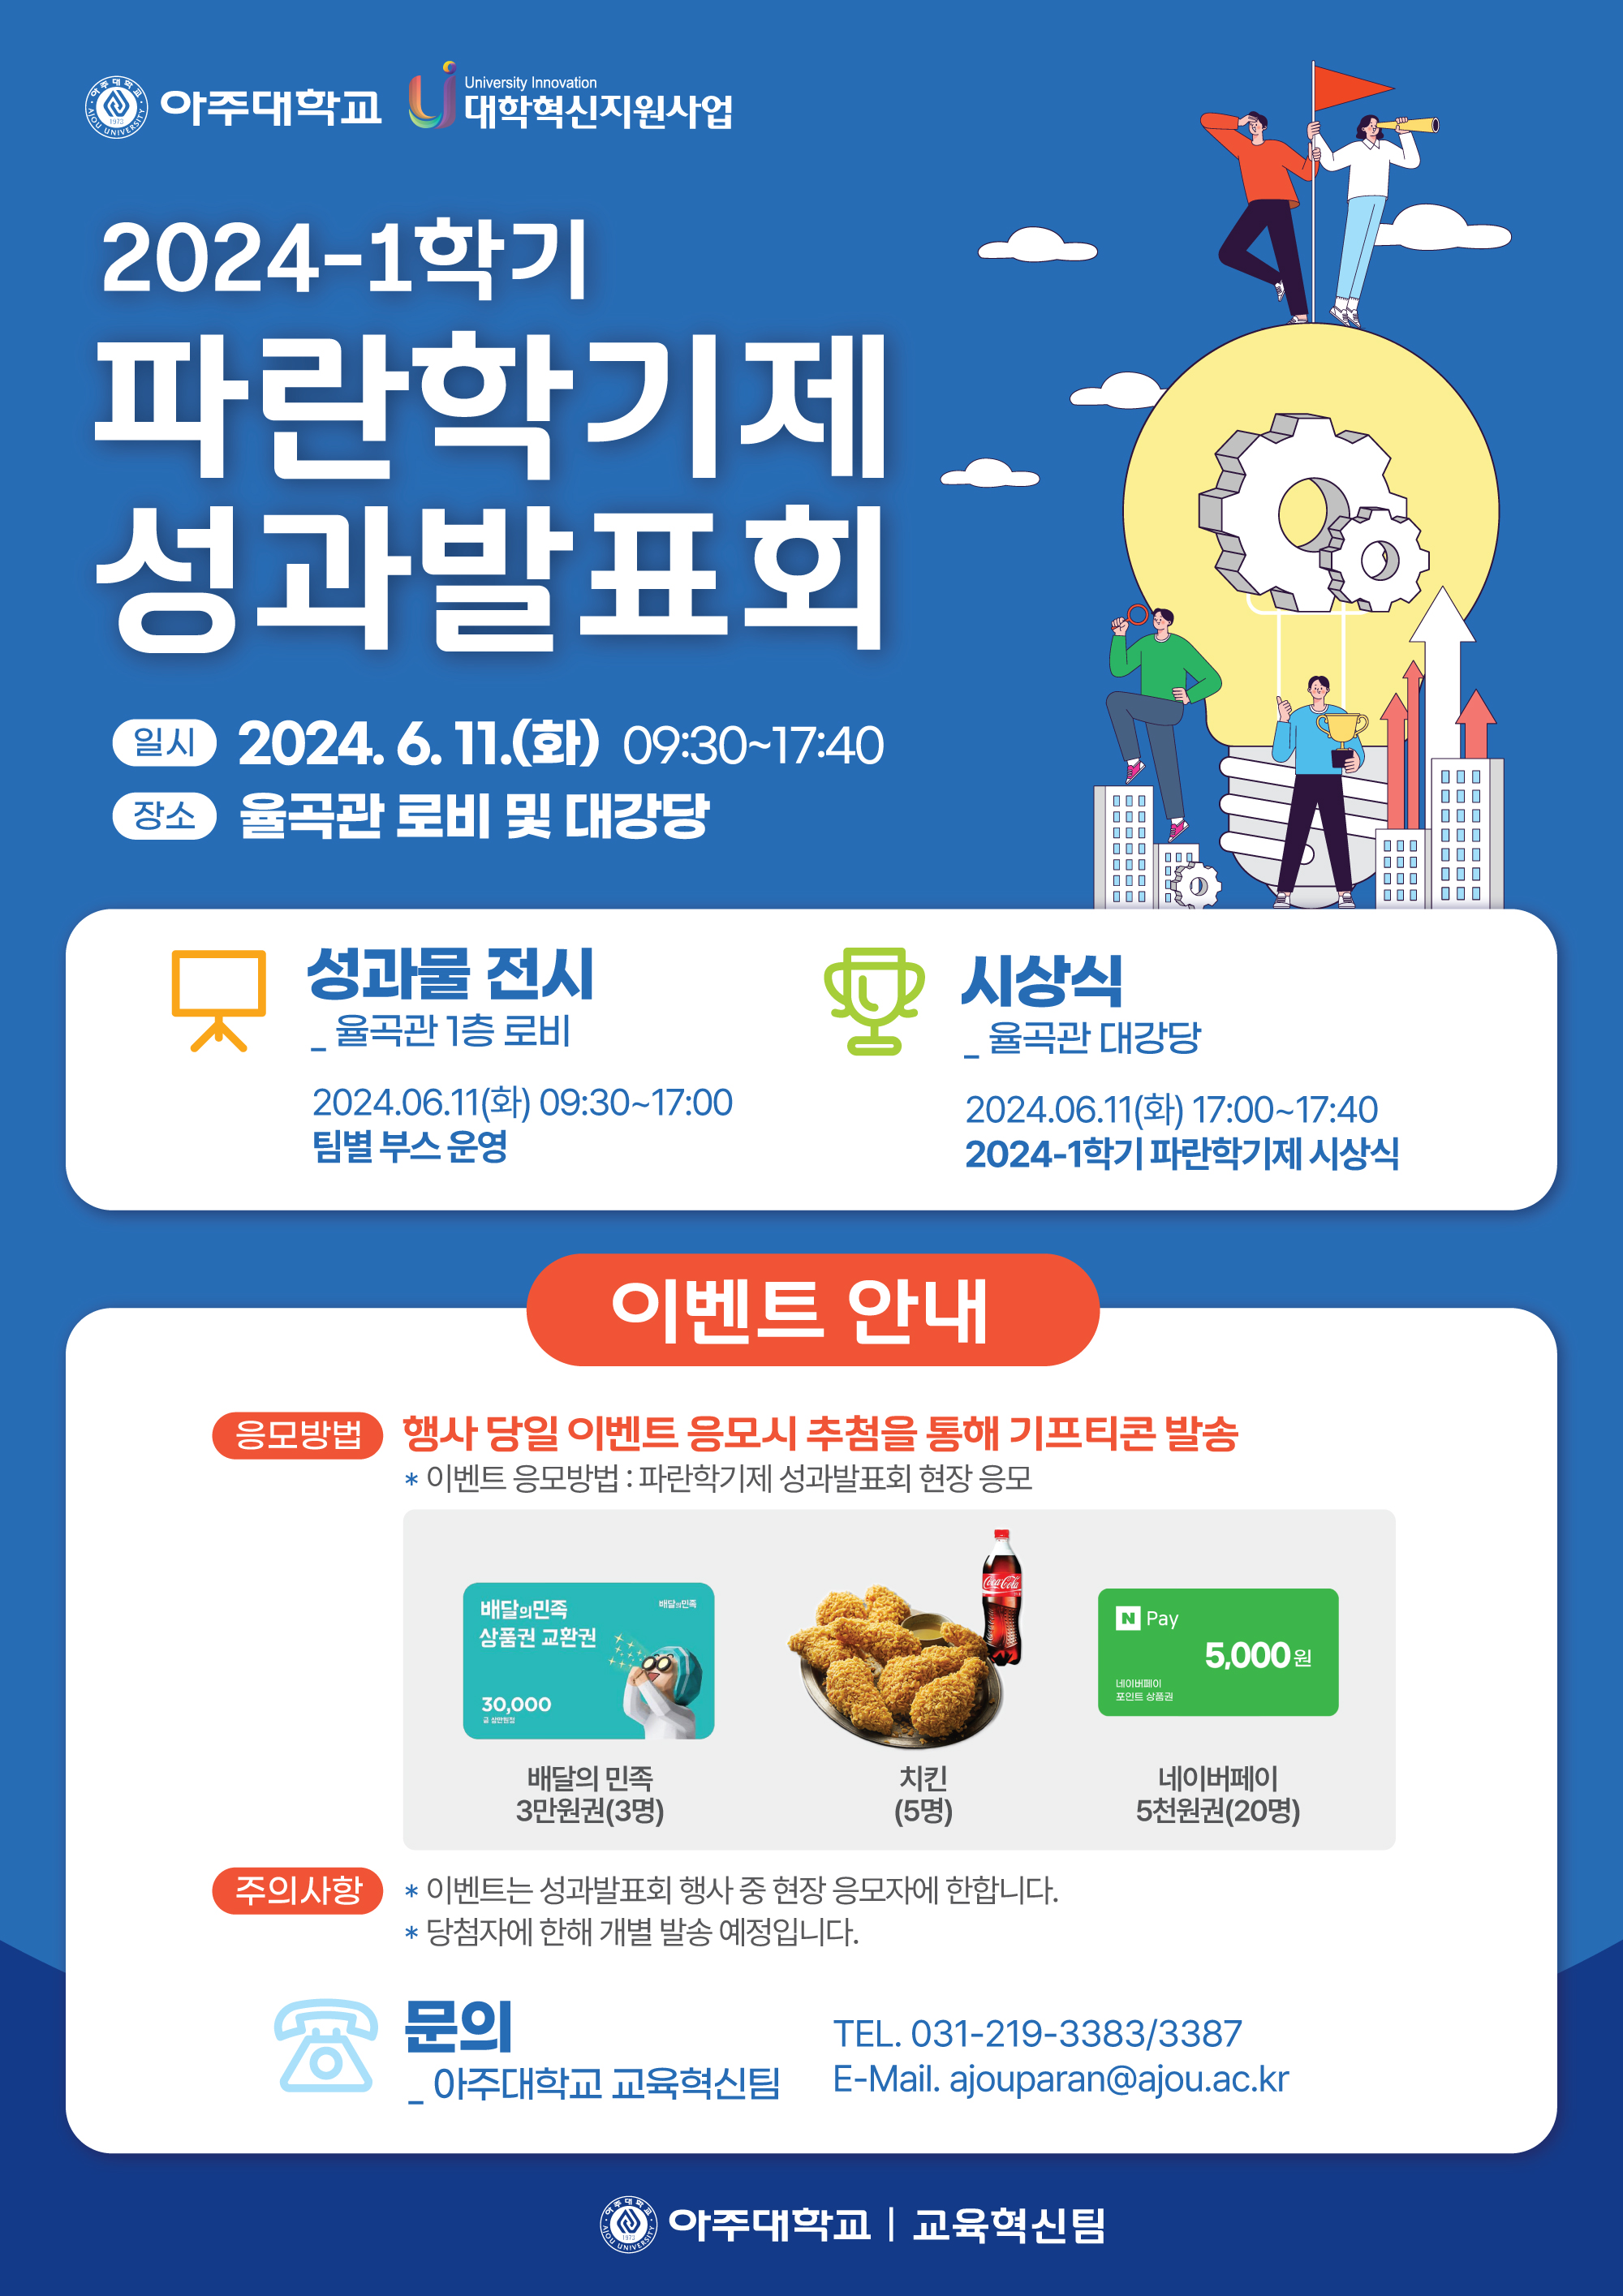 아주대학교
University Innovation
대학혁신지원사업
2024-1학기
파란학기제
성과발표회
일시 2024. 6. 11.(화) 09:30~17:40
장소 율곡관 로비 및 대강당
성과물 전시
_ 율곡관 1층 로비
2024.06.11(화) 09:30~17:00
팀별 부스 운영
시상식
_ 율곡관 대강당
2024.06.11(화) 17:00~17:40
2024-1학기 파란학기제 시상식
이벤트 안내
응모방법 행사 당일 이벤트 응모시 추첨을 통해 기프티콘 발송
* 이벤트 응모방법 : 파란학기제 성과발표회 현장 응모
배달의민족
상품권 교환권
배달의민족
30,000
금 삼만원정
배달의 민족
3만원권(3명)
Coca-Cola
치킨
(5명)
N Pay
5,000원
네이버페이
포인트 상품권
네이버페이
5천원권(20명)
주의사항 * 이벤트는 성과발표회 행사 중 현장 응모자에 한합니다.
* 당첨자에 한해 개별 발송 예정입니다.
문의
_ 아주대학교 교육혁신팀
TEL. 031-219-3383/3387
E-Mail. ajouparan@ajou.ac.kr
아주대학교 | 교육혁신팀